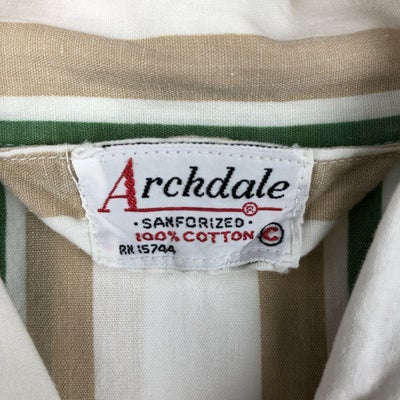 Archdale ®
· SANFORIZED ·
100% COTTON C
RN 15744